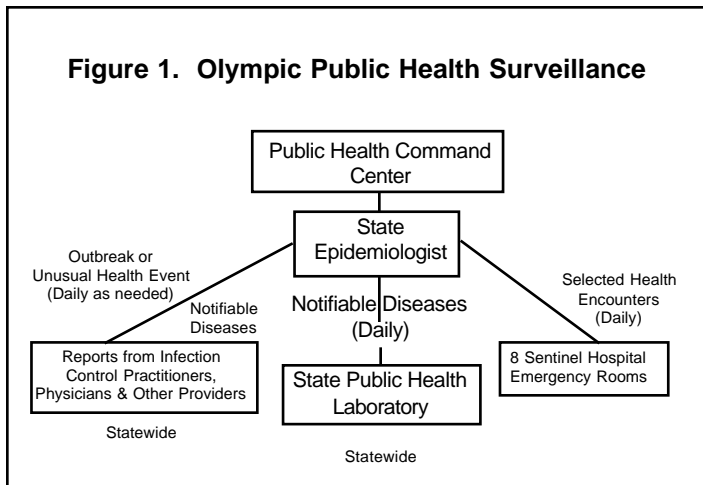 Figure 1. Olympic Public Health Surveillance
Public Health Command
Center
State
Epidemiologist
Outbreak or
Unusual Health Event
(Daily as needed)
Notifiable
Diseases
Notifiable Diseases
(Daily)
Selected Health
Encounters
(Daily)
Reports from Infection
Control Practitioners,
Physicians & Other Providers
Statewide
State Public Health
Laboratory
Statewide
8 Sentinel Hospital
Emergency Rooms